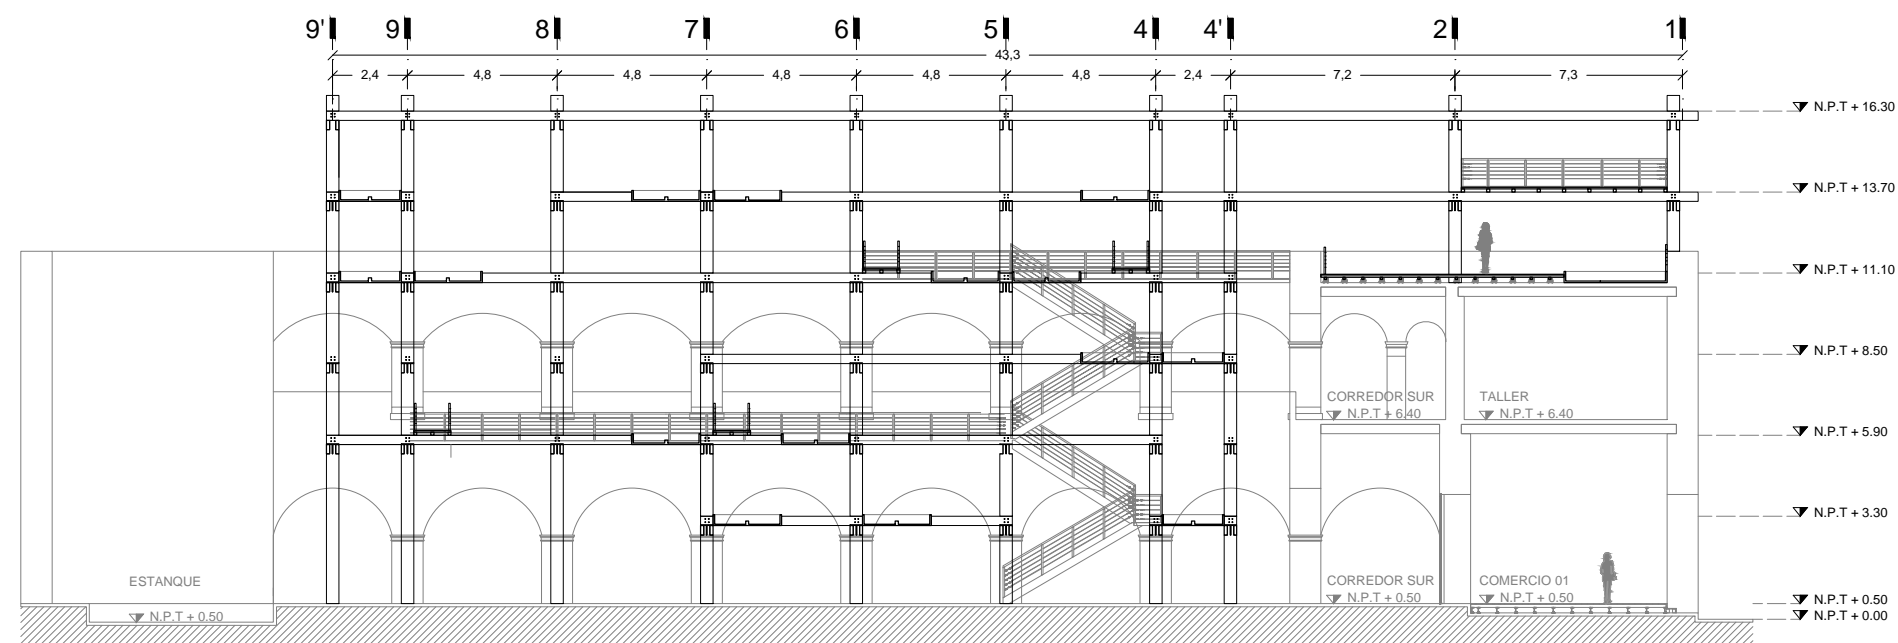 9' 9 8 7 6 5 4 4' 2 1
43,3
2,4 4,8 4,8 4,8 4,8 4,8 2,4 7,2 7,3
N.P.T + 16.30
N.P.T + 13.70
N.P.T + 11.10
N.P.T + 8.50
CORREDOR SUR TALLER
N.P.T + 6.40 N.P.T + 6.40
N.P.T + 5.90
N.P.T + 3.30
ESTANQUE CORREDOR SUR COMERCIO 01
N.P.T + 0.50 N.P.T + 0.50 N.P.T + 0.50
N.P.T + 0.50
N.P.T + 0.00